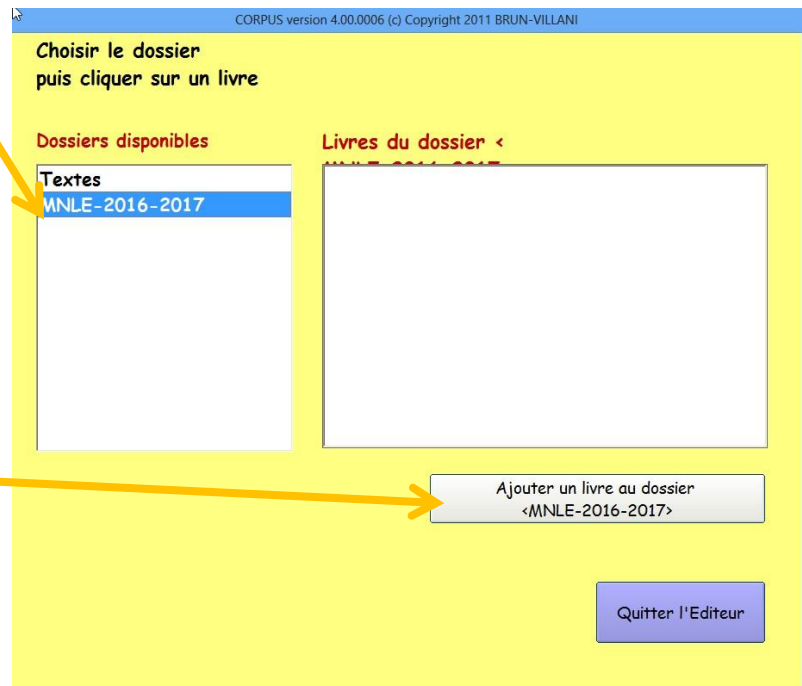 CORPUS version 4.00.0006 (c) Copyright 2011 BRUN-VILLANI
Choisir le dossier
puis cliquer sur un livre
Dossiers disponibles
Livres du dossier <
Textes
MNLE-2016-2017
Ajouter un livre au dossier
<MNLE-2016-2017>
Quitter l'Editeur